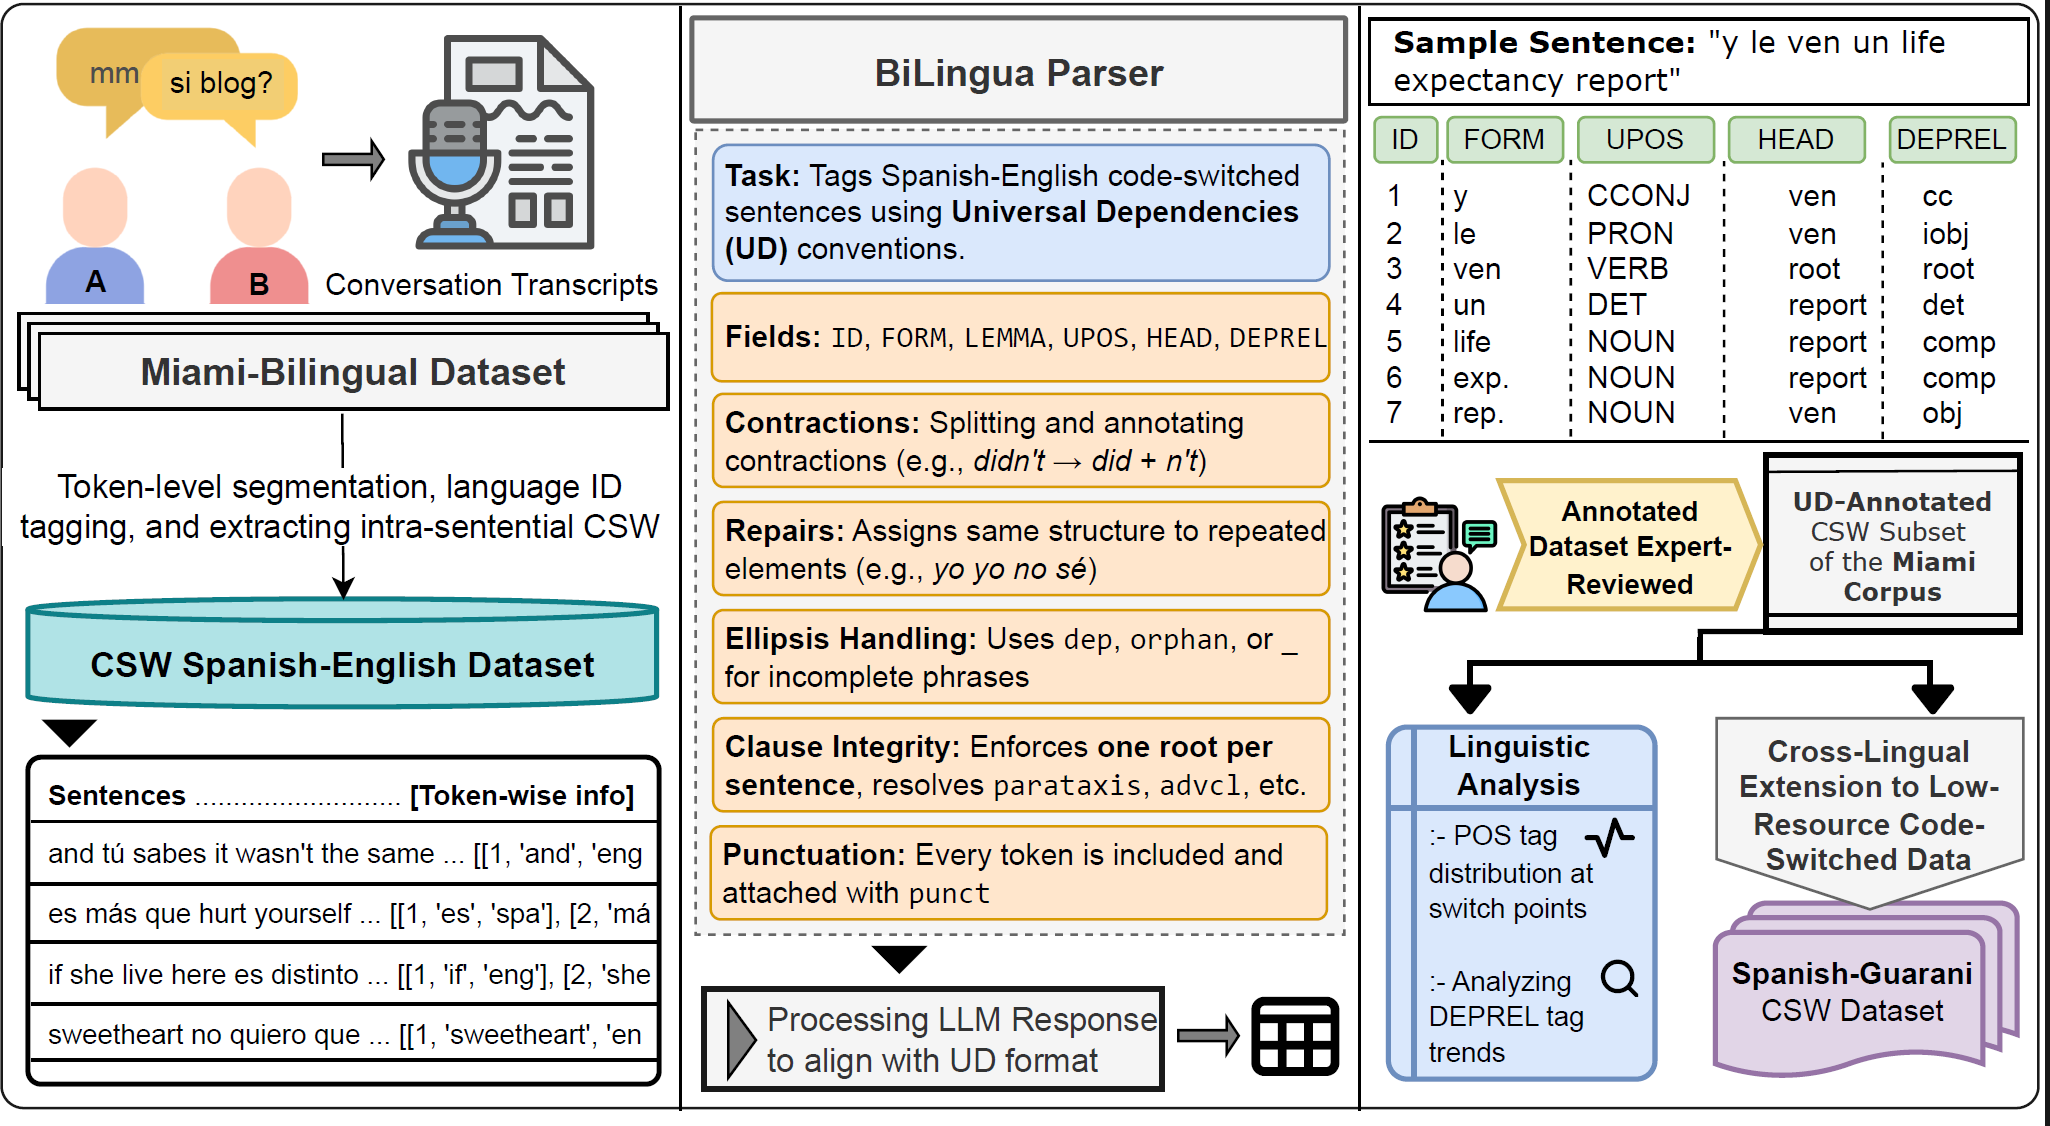 mm
si blog?
A
B
Conversation Transcripts
Miami-Bilingual Dataset
Token-level segmentation, language ID
tagging, and extracting intra-sentential CSW
CSW Spanish-English Dataset
Sentences ............................ [Token-wise info]
and tú sabes it wasn't the same ... [[1, 'and', 'eng
es más que hurt yourself ... [[1, 'es', 'spa'], [2, 'má
if she live here es distinto ... [[1, 'if', 'eng'], [2, 'she
sweetheart no quiero que ... [[1, 'sweetheart', 'en
BiLingua Parser
Task: Tags Spanish-English code-switched
sentences using Universal Dependencies
(UD) conventions.
Fields: ID, FORM, LEMMA, UPOS, HEAD, DEPREL
Contractions: Splitting and annotating
contractions (e.g., didn't → did + n't)
Repairs: Assigns same structure to repeated
elements (e.g., yo yo no sé)
Ellipsis Handling: Uses dep, orphan, or _
for incomplete phrases
Clause Integrity: Enforces one root per
sentence, resolves parataxis, advcl, etc.
Punctuation: Every token is included and
attached with punct
Processing LLM Response
to align with UD format
Sample Sentence: "y le ven un life
expectancy report"
ID FORM UPOS HEAD DEPREL
1 y CCONJ ven cc
2 le PRON ven iobj
3 ven VERB root root
4 un DET report det
5 life NOUN report comp
6 exp. NOUN report comp
7 rep. NOUN ven obj
Annotated
Dataset Expert-
Reviewed
UD-Annotated
CSW Subset
of the Miami
Corpus
Linguistic
Analysis
:- POS tag
distribution at
switch points
:- Analyzing
DEPREL tag
trends
Cross-Lingual
Extension to Low-
Resource Code-
Switched Data
Spanish-Guarani
CSW Dataset